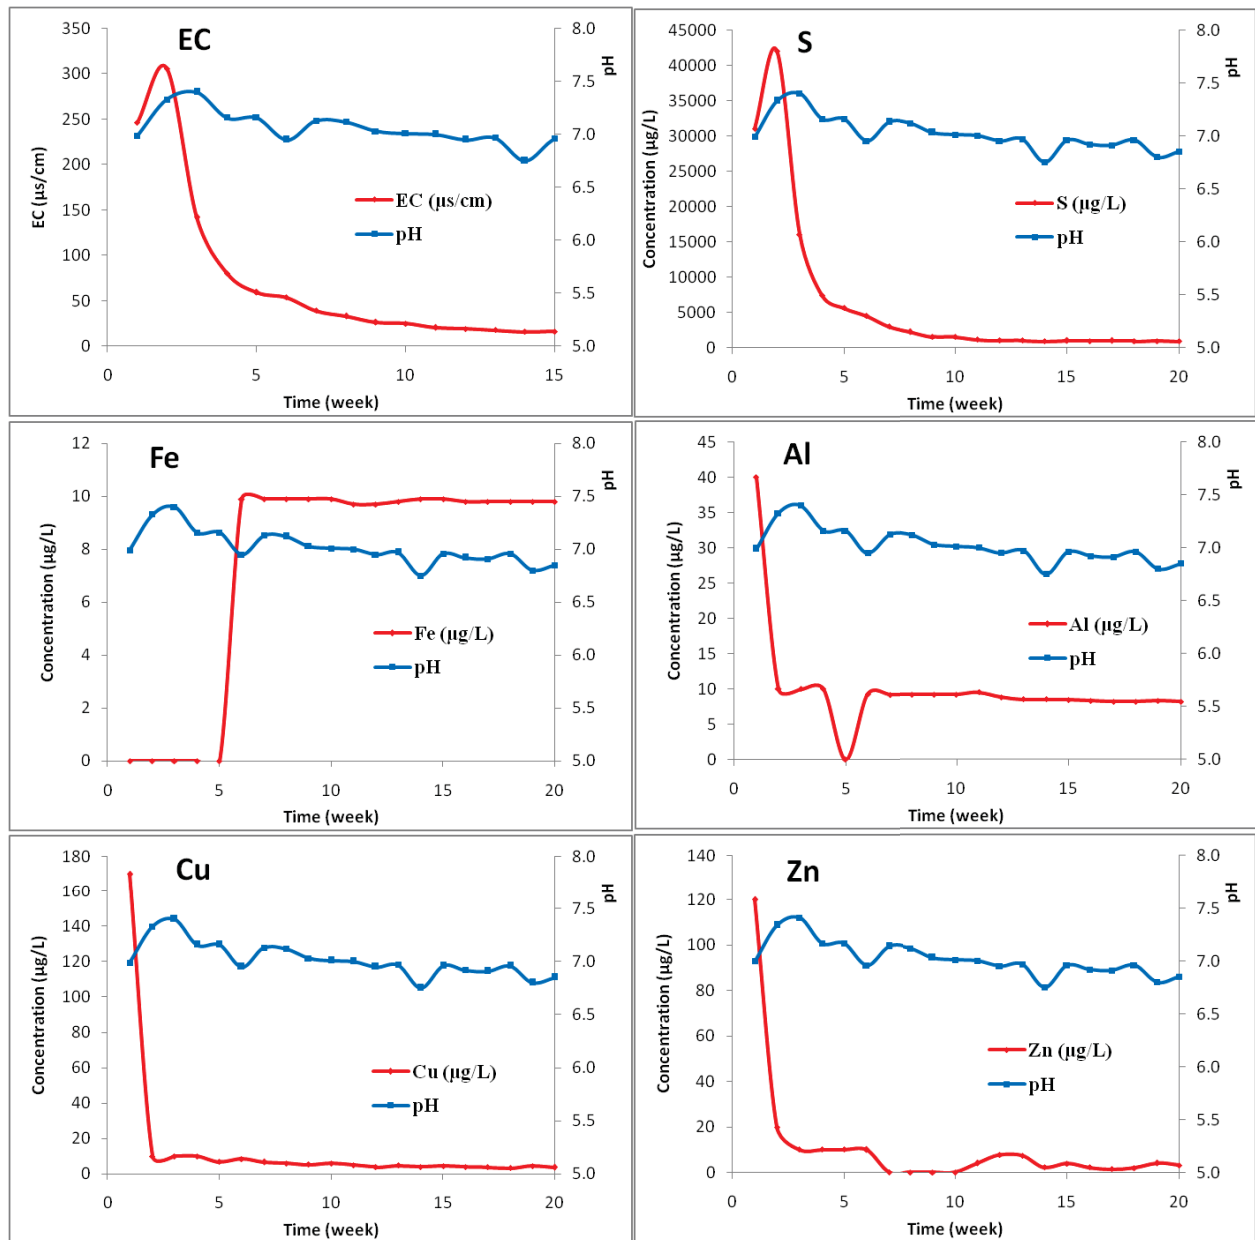 EC
350
300
250
200
150
100
50
0
EC (µs/cm)
8.0
7.5
7.0
6.5
6.0
5.5
5.0
pH
EC (µs/cm)
pH
0 5 10 15
Time (week)
S
50000
45000
40000
35000
30000
25000
20000
15000
10000
5000
0
Concentration (µg/L)
8.0
7.5
7.0
6.5
6.0
5.5
5.0
pH
S (µg/L)
pH
0 5 10 15 20
Time (week)
Fe
12
10
8
6
4
2
0
Concentration (µg/L)
8.0
7.5
7.0
6.5
6.0
5.5
5.0
pH
Fe (µg/L)
pH
0 5 10 15 20
Time (week)
Al
45
40
35
30
25
20
15
10
5
0
Concentration (µg/L)
8.0
7.5
7.0
6.5
6.0
5.5
5.0
pH
Al (µg/L)
pH
0 5 10 15 20
Time (week)
Cu
180
160
140
120
100
80
60
40
20
0
Concentration (µg/L)
8.0
7.5
7.0
6.5
6.0
5.5
5.0
pH
Cu (µg/L)
pH
0 5 10 15 20
Time (week)
Zn
140
120
100
80
60
40
20
0
Concentration (µg/L)
8.0
7.5
7.0
6.5
6.0
5.5
5.0
pH
Zn (µg/L)
pH
0 5 10 15 20
Time (week)